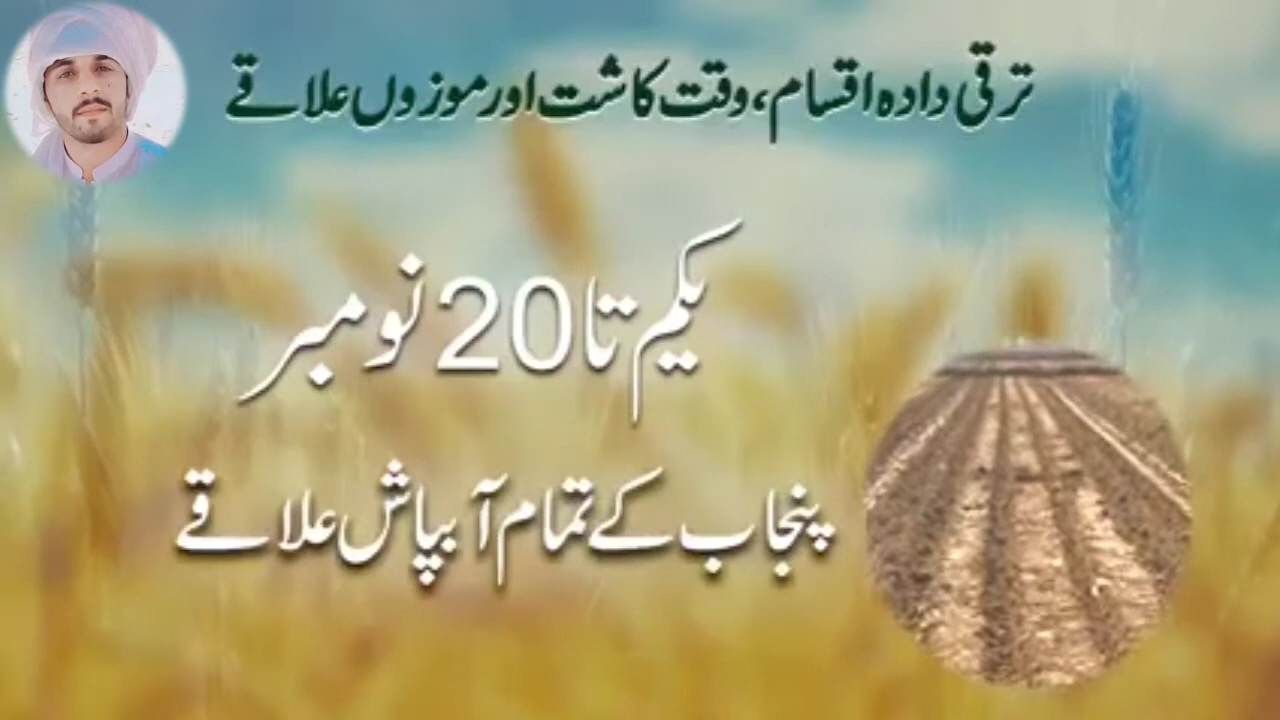 ترقی دادہ اقسام، وقت کاشت اور موزوں علاقے
یکم تا 20 نومبر
پنجاب کے تمام آبپاش علاقے